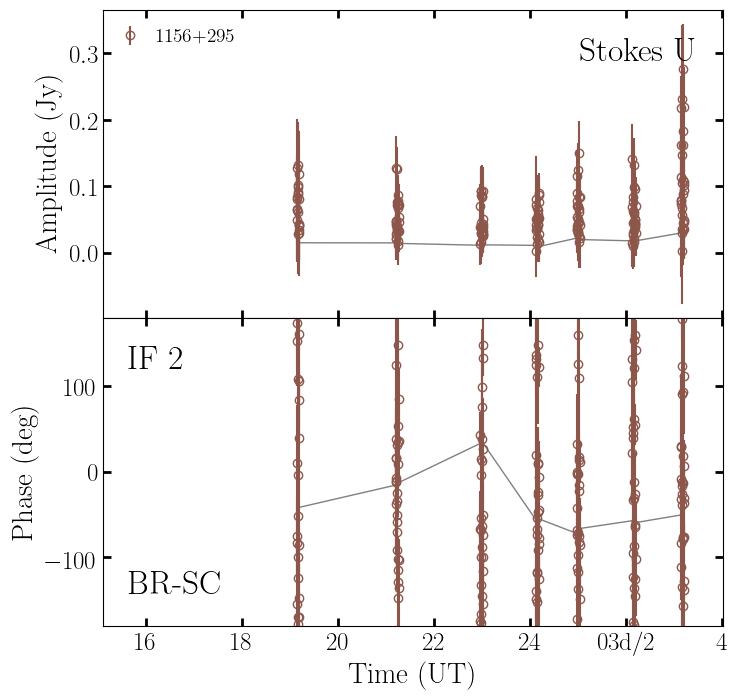 1156+295
Stokes U
Amplitude (Jy)
0.3
0.2
0.1
0.0
IF 2
BR-SC
Phase (deg)
100
0
−100
16 18 20 22 24 03d/2 4
Time (UT)